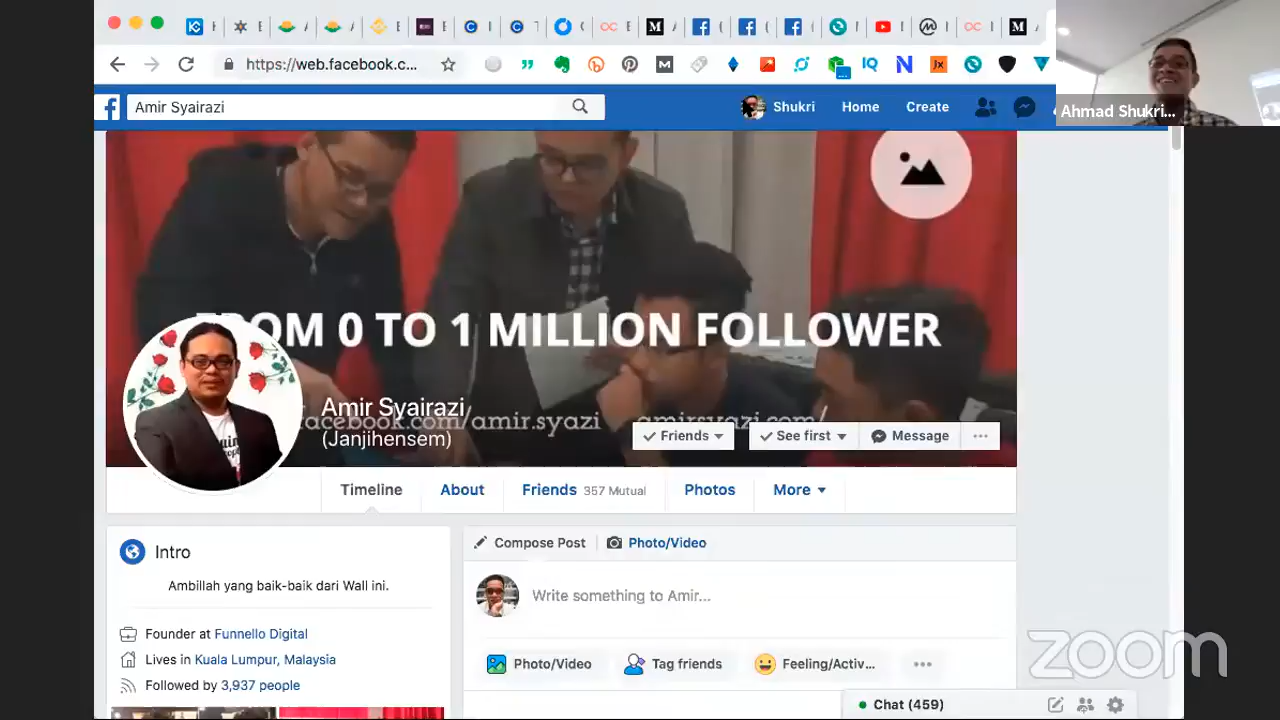 https://web.facebook.c...
Ahmad Shukri...
Amir Syairazi
Shukri
Home
Create
FROM 0 TO 1 MILLION FOLLOWER
facebook.com/amir.syazi
amirsyazi.com/
Amir Syairazi
(Janjihensem)
Friends
See first
Message
Timeline
About
Friends 357 Mutual
Photos
More
Intro
Ambillah yang baik-baik dari Wall ini.
Founder at Funnello Digital
Lives in Kuala Lumpur, Malaysia
Followed by 3,937 people
Compose Post
Photo/Video
Write something to Amir...
Photo/Video
Tag friends
Feeling/Activ...
Chat (459)
zoom